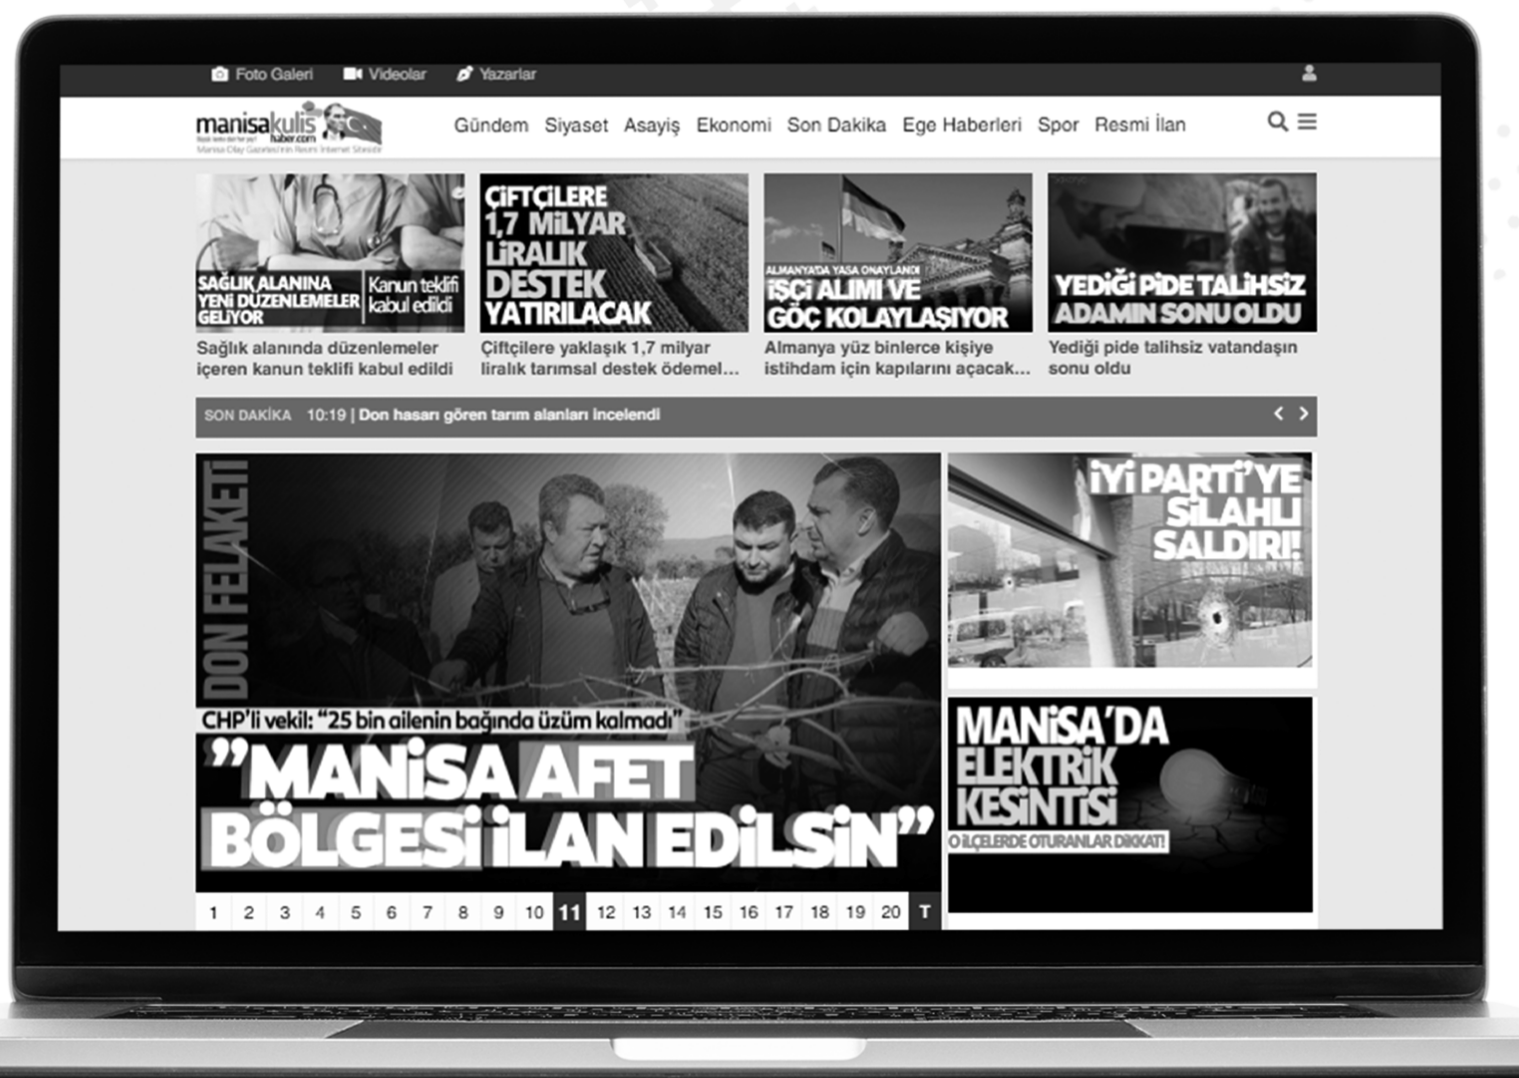 Foto Galeri Videolar Yazarlar
manisakulis
haber.com
Manisa Olay Gazetesi'nin Resmi İnternet Sitesidir
Gündem Siyaset Asayiş Ekonomi Son Dakika Ege Haberleri Spor Resmi İlan
SAĞLIK ALANINA
YENİ DÜZENLEMELER
GELİYOR
Kanun teklifi
kabul edildi
Sağlık alanında düzenlemeler
içeren kanun teklifi kabul edildi
ÇİFTÇİLERE
1,7 MİLYAR
LİRALIK
DESTEK
YATIRILACAK
Çiftçilere yaklaşık 1,7 milyar
liralık tarımsal destek ödemel...
ALMANYA'DA YASA ONAYLANDI
İŞÇİ ALIMI VE
GÖÇ KOLAYLAŞIYOR
Almanya yüz binlerce kişiye
istihdam için kapılarını açacak...
YEDİĞİ PİDE TALİHSİZ
ADAMIN SONU OLDU
Yediği pide talihsiz vatandaşın
sonu oldu
SON DAKİKA 10:19 | Don hasarı gören tarım alanları incelendi
DON FELAKETİ
CHP'li vekil: "25 bin ailenin bağında üzüm kalmadı"
"MANİSA AFET
BÖLGESİ İLAN EDİLSİN"
1 2 3 4 5 6 7 8 9 10 11 12 13 14 15 16 17 18 19 20 T
İYİ PARTİ'YE
SİLAHLI
SALDIRI!
MANİSA'DA
ELEKTRİK
KESİNTİSİ
O İLÇELERDE OTURANLAR DİKKAT!